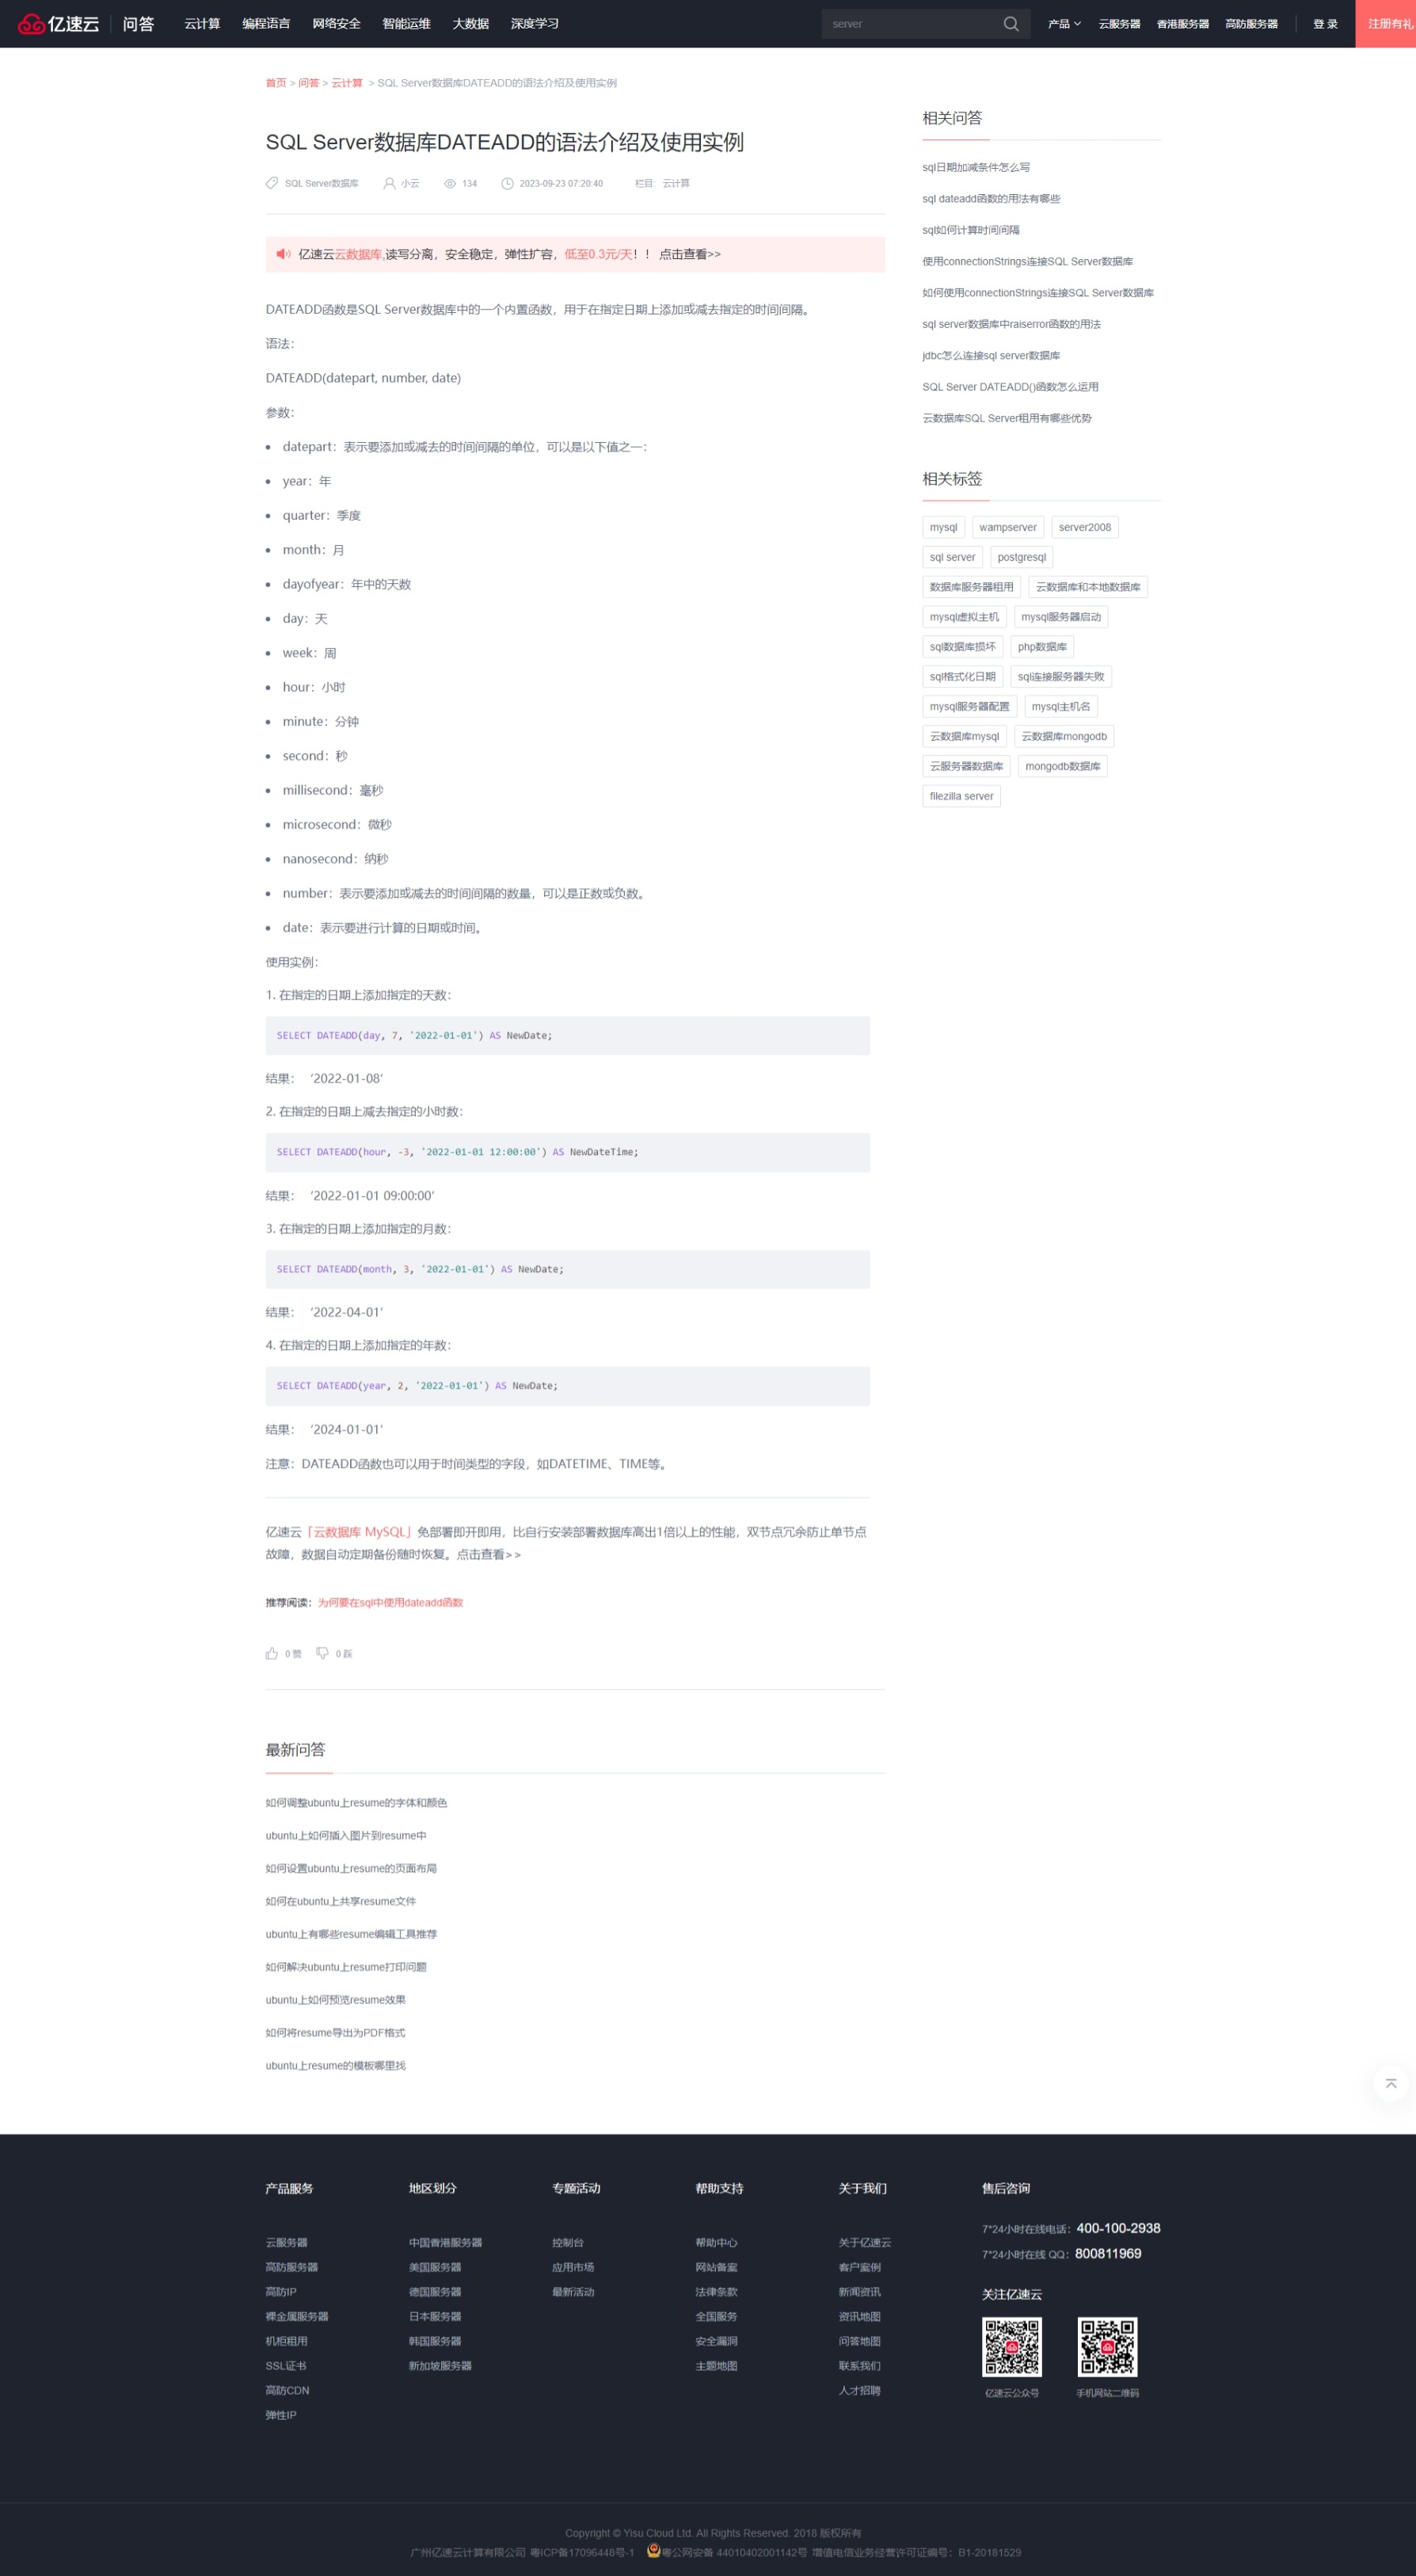 亿速云 问答 云计算 编程语言 网络安全 智能运维 大数据 深度学习 server 产品 云服务器 香港服务器 高防服务器 登 录 注册有礼
首页 > 问答 > 云计算 > SQL Server数据库DATEADD的语法介绍及使用实例
SQL Server数据库DATEADD的语法介绍及使用实例
SQL Server数据库 小云 134 2023-09-23 07:20:40 栏目: 云计算
亿速云云数据库,读写分离，安全稳定，弹性扩容，低至0.3元/天！！ 点击查看>>
DATEADD函数是SQL Server数据库中的一个内置函数，用于在指定日期上添加或减去指定的时间间隔。
语法：
DATEADD(datepart, number, date)
参数：
• datepart：表示要添加或减去的时间间隔的单位，可以是以下值之一：
• year：年
• quarter：季度
• month：月
• dayofyear：年中的天数
• day：天
• week：周
• hour：小时
• minute：分钟
• second：秒
• millisecond：毫秒
• microsecond：微秒
• nanosecond：纳秒
• number：表示要添加或减去的时间间隔的数量，可以是正数或负数。
• date：表示要进行计算的日期或时间。
使用实例：
1. 在指定的日期上添加指定的天数：
SELECT DATEADD(day, 7, '2022-01-01') AS NewDate;
结果： ‘2022-01-08’
2. 在指定的日期上减去指定的小时数：
SELECT DATEADD(hour, -3, '2022-01-01 12:00:00') AS NewDateTime;
结果： ‘2022-01-01 09:00:00’
3. 在指定的日期上添加指定的月数：
SELECT DATEADD(month, 3, '2022-01-01') AS NewDate;
结果： ‘2022-04-01’
4. 在指定的日期上添加指定的年数：
SELECT DATEADD(year, 2, '2022-01-01') AS NewDate;
结果： ‘2024-01-01’
注意：DATEADD函数也可以用于时间类型的字段，如DATETIME、TIME等。
亿速云「云数据库 MySQL」免部署即开即用，比自行安装部署数据库高出1倍以上的性能，双节点冗余防止单节点
故障，数据自动定期备份随时恢复。点击查看>>
推荐阅读：为何要在sql中使用dateadd函数
0 赞 0 踩
最新问答
如何调整ubuntu上resume的字体和颜色
ubuntu上如何插入图片到resume中
如何设置ubuntu上resume的页面布局
如何在ubuntu上共享resume文件
ubuntu上有哪些resume编辑工具推荐
如何解决ubuntu上resume打印问题
ubuntu上如何预览resume效果
如何将resume导出为PDF格式
ubuntu上resume的模板哪里找
相关问答
sql日期加减条件怎么写
sql dateadd函数的用法有哪些
sql如何计算时间间隔
使用connectionStrings连接SQL Server数据库
如何使用connectionStrings连接SQL Server数据库
sql server数据库中raiserror函数的用法
jdbc怎么连接sql server数据库
SQL Server DATEADD()函数怎么运用
云数据库SQL Server租用有哪些优势
相关标签
mysql wampserver server2008
sql server postgresql
数据库服务器租用 云数据库和本地数据库
mysql虚拟主机 mysql服务器启动
sql数据库损坏 php数据库
sql格式化日期 sql连接服务器失败
mysql服务器配置 mysql主机名
云数据库mysql 云数据库mongodb
云服务器数据库 mongodb数据库
filezilla server
产品服务
云服务器
高防服务器
高防IP
裸金属服务器
机柜租用
SSL证书
高防CDN
弹性IP
地区划分
中国香港服务器
美国服务器
德国服务器
日本服务器
韩国服务器
新加坡服务器
专题活动
控制台
应用市场
最新活动
帮助支持
帮助中心
网站备案
法律条款
全国服务
安全漏洞
主题地图
关于我们
关于亿速云
客户案例
新闻资讯
资讯地图
问答地图
联系我们
人才招聘
售后咨询
7*24小时在线电话：400-100-2938
7*24小时在线 QQ：800811969
关注亿速云
亿速云公众号 手机网站二维码
Copyright © Yisu Cloud Ltd. All Rights Reserved. 2018 版权所有
广州亿速云计算有限公司 粤ICP备17096448号-1 粤公网安备 44010402001142号 增值电信业务经营许可证编号：B1-20181529